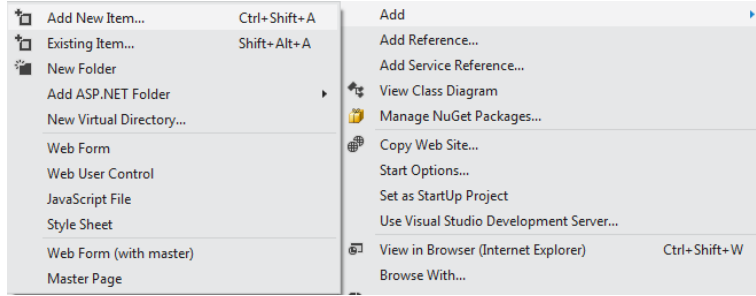 Add New Item... Ctrl+Shift+A
Existing Item... Shift+Alt+A
New Folder
Add ASP.NET Folder
New Virtual Directory...
Web Form
Web User Control
JavaScript File
Style Sheet
Web Form (with master)
Master Page
Add
Add Reference...
Add Service Reference...
View Class Diagram
Manage NuGet Packages...
Copy Web Site...
Start Options...
Set as StartUp Project
Use Visual Studio Development Server...
View in Browser (Internet Explorer) Ctrl+Shift+W
Browse With...